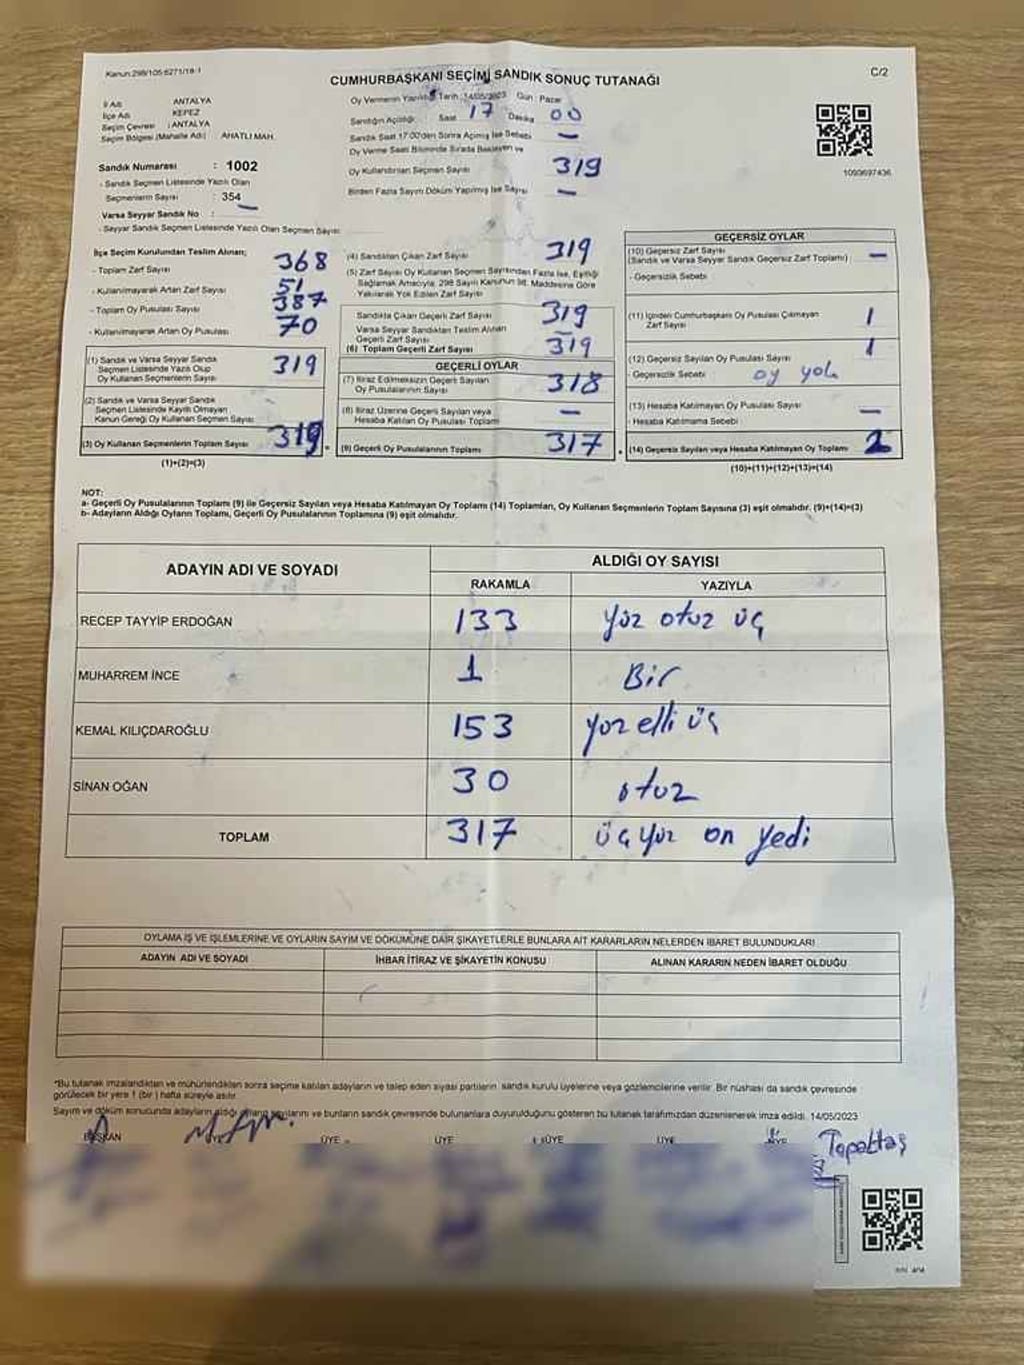 Kanun:298/105-6271/18-1
CUMHURBAŞKANI SEÇİMİ SANDIK SONUÇ TUTANAĞI
C/2
İl Adı ANTALYA
İlçe Adı KEPEZ
Seçim Çevresi : ANTALYA
Seçim Bölgesi (Mahalle Adı) : AHATLI MAH.
Sandık Numarası : 1002
- Sandık Seçmen Listesinde Yazılı Olan
Seçmenlerin Sayısı : 354
Varsa Seyyar Sandık No : —
- Seyyar Sandık Seçmen Listesinde Yazılı Olan Seçmen Sayısı
Oy Vermenin Yapıldığı Tarih: 14/05/2023 Gün: Pazar
Sandığın Açıldığı: Saat 17 Dakika 00
Sandık Saat 17:00'den Sonra Açılmış İse Sebebi —
Oy Verme Saati Bitiminde Sırada Bekleyen ve
Oy Kullandırılan Seçmen Sayısı 319
Birden Fazla Sayım Döküm Yapılmış İse Sayısı —
1093697436
İlçe Seçim Kurulundan Teslim Alınan;
- Toplam Zarf Sayısı 368
- Kullanılmayarak Artan Zarf Sayısı 51
- Toplam Oy Pusulası Sayısı 387
- Kullanılmayarak Artan Oy Pusulası 70
(1) Sandık ve Varsa Seyyar Sandık
Seçmen Listesinde Yazılı Olup
Oy Kullanan Seçmenlerin Sayısı 319
(2) Sandık ve Varsa Seyyar Sandık
Seçmen Listesinde Kayıtlı Olmayan
Kanun Gereği Oy Kullanan Seçmen Sayısı
(3) Oy Kullanan Seçmenlerin Toplam Sayısı 319
(1)+(2)=(3)
(4) Sandıktan Çıkan Zarf Sayısı 319
(5) Zarf Sayısı Oy Kullanan Seçmen Sayısından Fazla İse, Eşitliği
Sağlamak Amacıyla, 298 Sayılı Kanunun 98. Maddesine Göre
Yakılarak Yok Edilen Zarf Sayısı
Sandıkta Çıkan Geçerli Zarf Sayısı 319
Varsa Seyyar Sandıktan Teslim Alınan
Geçerli Zarf Sayısı —
(6) Toplam Geçerli Zarf Sayısı 319
GEÇERLİ OYLAR
(7) İtiraz Edilmeksizin Geçerli Sayılan
Oy Pusulalarının Sayısı 318
(8) İtiraz Üzerine Geçerli Sayılan veya
Hesaba Katılan Oy Pusulaları Toplamı —
(9) Geçerli Oy Pusulalarının Toplamı 317
GEÇERSİZ OYLAR
(10) Geçersiz Zarf Sayısı —
(Sandık ve Varsa Seyyar Sandık Geçersiz Zarf Toplamı)
- Geçersizlik Sebebi
(11) İçinden Cumhurbaşkanı Oy Pusulası Çıkmayan
Zarf Sayısı 1
(12) Geçersiz Sayılan Oy Pusulası Sayısı 1
- Geçersizlik Sebebi oy yok
(13) Hesaba Katılmayan Oy Pusulası Sayısı —
- Hesaba Katılmama Sebebi
(14) Geçersiz Sayılan veya Hesaba Katılmayan Oy Toplamı 2
(10)+(11)+(12)+(13)=(14)
NOT:
a- Geçerli Oy Pusulalarının Toplamı (9) ile Geçersiz Sayılan veya Hesaba Katılmayan Oy Toplamı (14) Toplamları, Oy Kullanan Seçmenlerin Toplam Sayısına (3) eşit olmalıdır. (9)+(14)=(3)
b- Adayların Aldığı Oyların Toplamı, Geçerli Oy Pusulalarının Toplamına (9) eşit olmalıdır.
ADAYIN ADI VE SOYADI
ALDIĞI OY SAYISI
RAKAMLA YAZIYLA
RECEP TAYYİP ERDOĞAN 133 yüz otuz üç
MUHARREM İNCE 1 Bir
KEMAL KILIÇDAROĞLU 153 yüz elli üç
SİNAN OĞAN 30 otuz
TOPLAM 317 üç yüz on yedi
OYLAMA İŞ VE İŞLEMLERİNE VE OYLARIN SAYIM VE DÖKÜMÜNE DAİR ŞİKAYETLERLE BUNLARA AİT KARARLARIN NELERDEN İBARET BULUNDUKLARI
ADAYIN ADI VE SOYADI İHBAR İTİRAZ VE ŞİKAYETİN KONUSU ALINAN KARARIN NEDEN İBARET OLDUĞU
*Bu tutanak imzalandıktan ve mühürlendikten sonra seçime katılan adayların ve talep eden siyasi partilerin sandık kurulu üyelerine veya gözlemcilerine verilir. Bir nüshası da sandık çevresinde
görülecek bir yere 1 (bir) hafta süreyle asılır.
Sayım ve döküm sonucunda adayların aldığı oyların sayılarını ve bunların sandık çevresinde bulunanlara duyurulduğunu gösteren bu tutanak tarafımızdan düzenlenerek imza edildi. 14/05/2023
BAŞKAN ÜYE ÜYE ÜYE ÜYE
Topaktaş